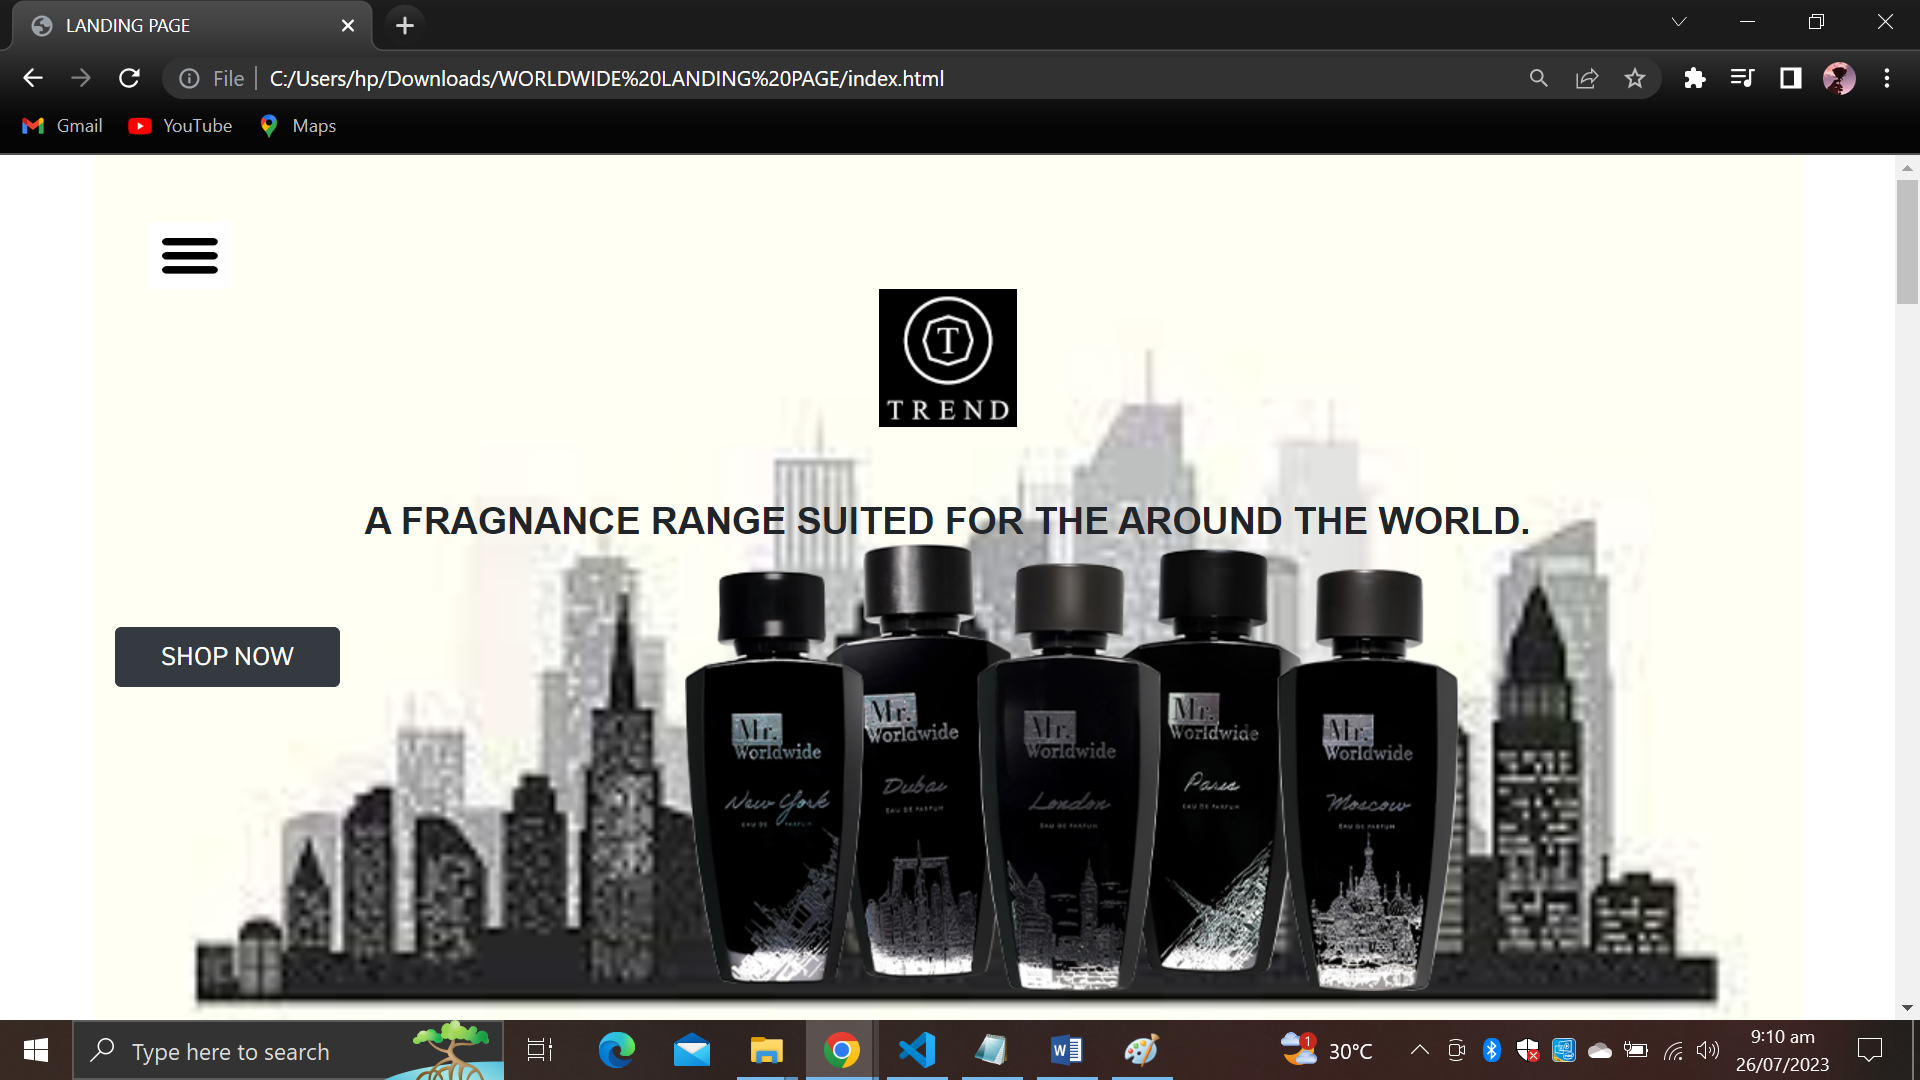 LANDING PAGE
File
C:/Users/hp/Downloads/WORLDWIDE%20LANDING%20PAGE/index.html
Gmail
YouTube
Maps
T
TREND
A FRAGNANCE RANGE SUITED FOR THE AROUND THE WORLD.
SHOP NOW
Mr.
Worldwide
New York
EAU DE PARFUM
Mr.
Worldwide
Dubai
EAU DE PARFUM
Mr.
Worldwide
London
EAU DE PARFUM
Mr.
Worldwide
Paris
EAU DE PARFUM
Mr.
Worldwide
Moscow
EAU DE PARFUM
Type here to search
1
30°C
9:10 am
26/07/2023